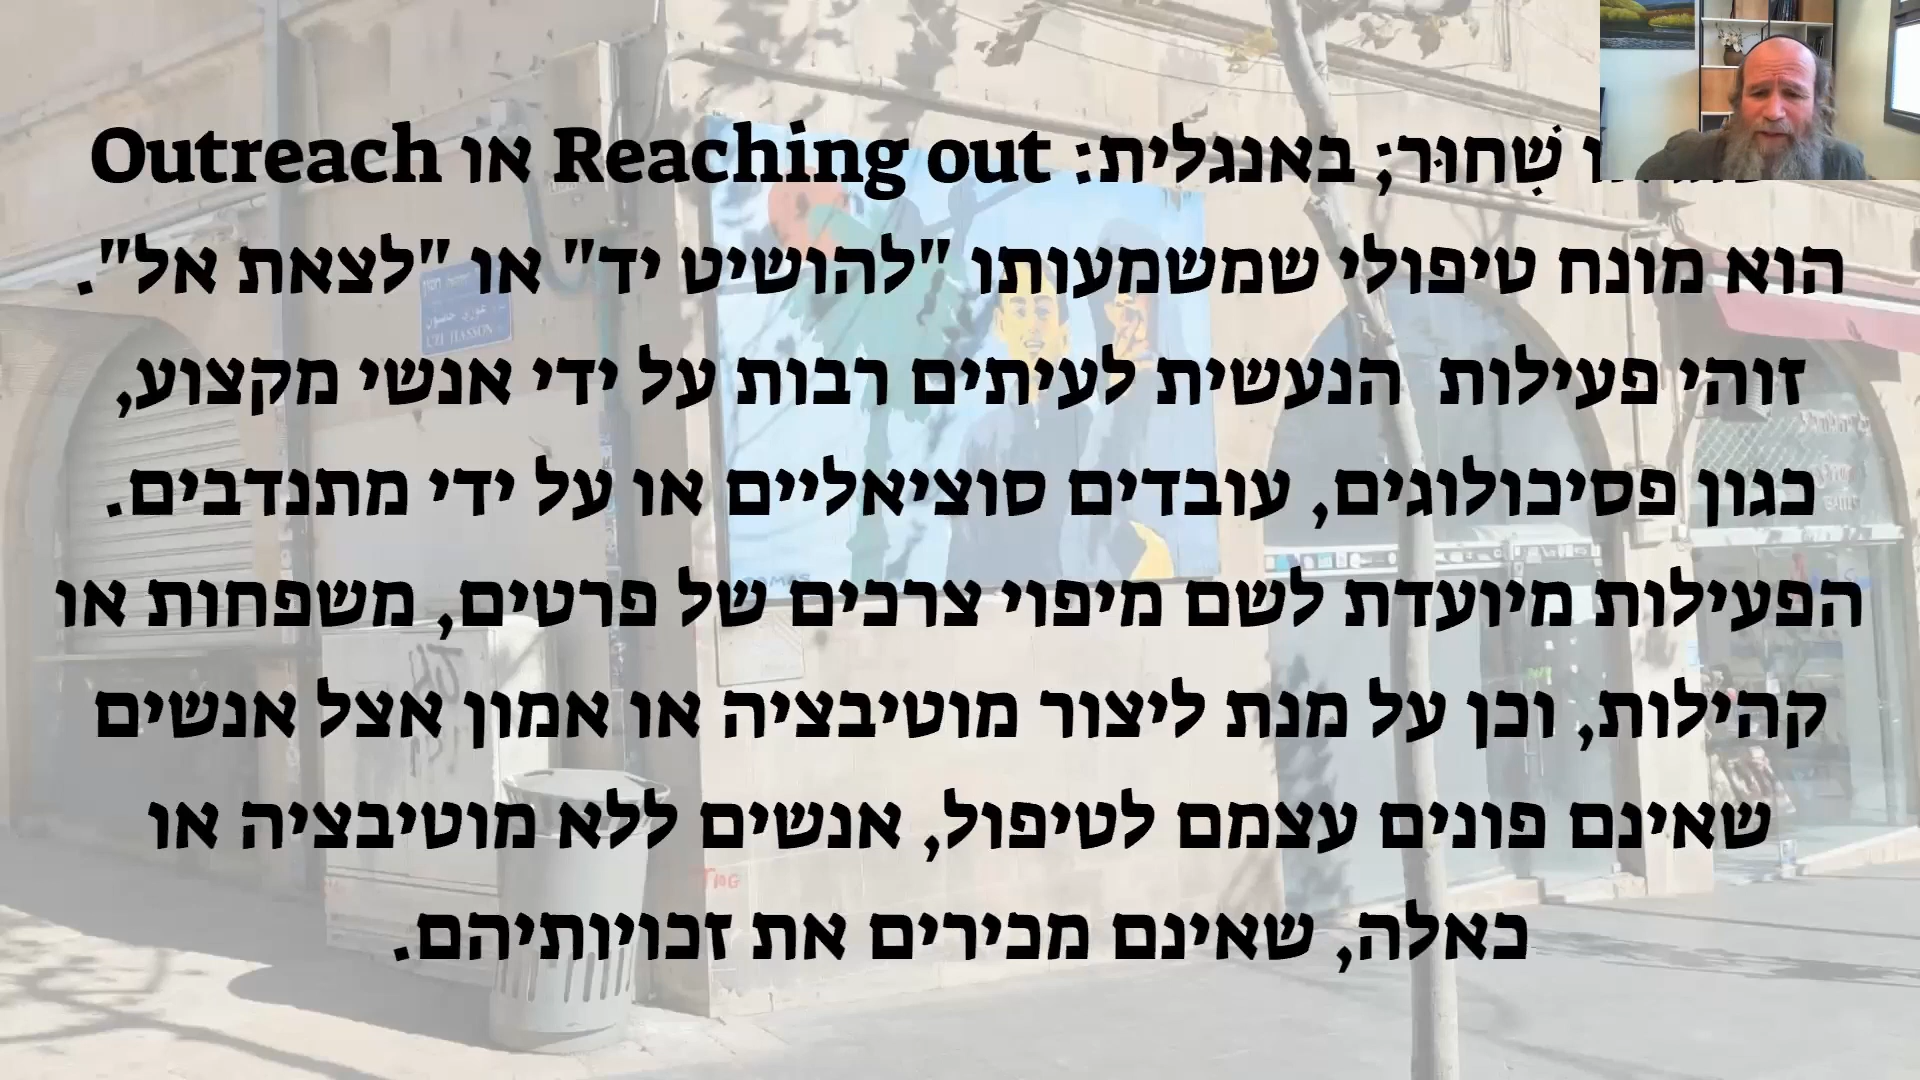 שִׁחוּר; באנגלית: Reaching out או Outreach
הוא מונח טיפולי שמשמעותו "להושיט יד" או "לצאת אל".
זוהי פעילות הנעשית לעיתים רבות על ידי אנשי מקצוע,
כגון פסיכולוגים, עובדים סוציאליים או על ידי מתנדבים.
הפעילות מיועדת לשם מיפוי צרכים של פרטים, משפחות או
קהילות, וכן על מנת ליצור מוטיבציה או אמון אצל אנשים
שאינם פונים עצמם לטיפול, אנשים ללא מוטיבציה או
כאלה, שאינם מכירים את זכויותיהם.